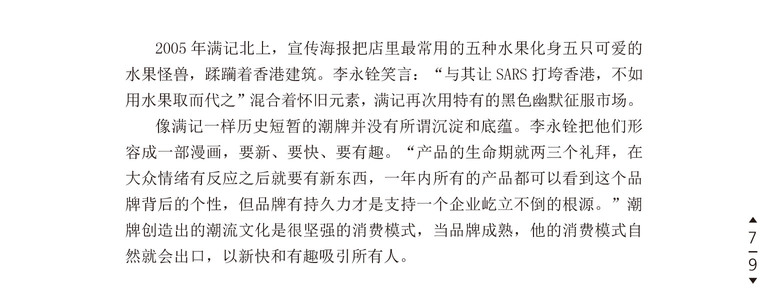 2005 年满记北上，宣传海报把店里最常用的五种水果化身五只可爱的
水果怪兽，蹂躏着香港建筑。李永铨笑言：“与其让 SARS 打垮香港，不如
用水果取而代之”混合着怀旧元素，满记再次用特有的黑色幽默征服市场。
像满记一样历史短暂的潮牌并没有所谓沉淀和底蕴。李永铨把他们形
容成一部漫画，要新、要快、要有趣。“产品的生命期就两三个礼拜，在
大众情绪有反应之后就要有新东西，一年内所有的产品都可以看到这个品
牌背后的个性，但品牌有持久力才是支持一个企业屹立不倒的根源。”潮
牌创造出的潮流文化是很坚强的消费模式，当品牌成熟，他的消费模式自
然就会出口，以新快和有趣吸引所有人。
7
9